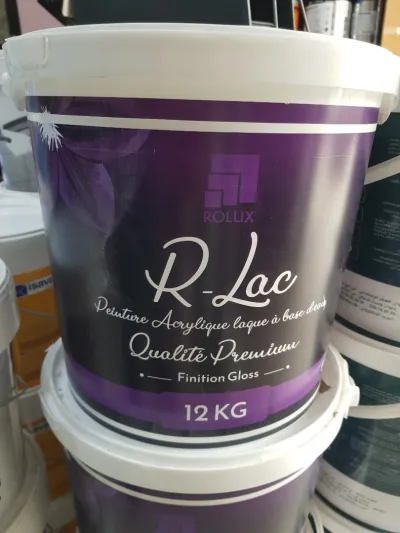 ROLUX
R-Lac
Peinture Acrylique laque à base d'eau
Qualité Premium
Finition Gloss
12 KG